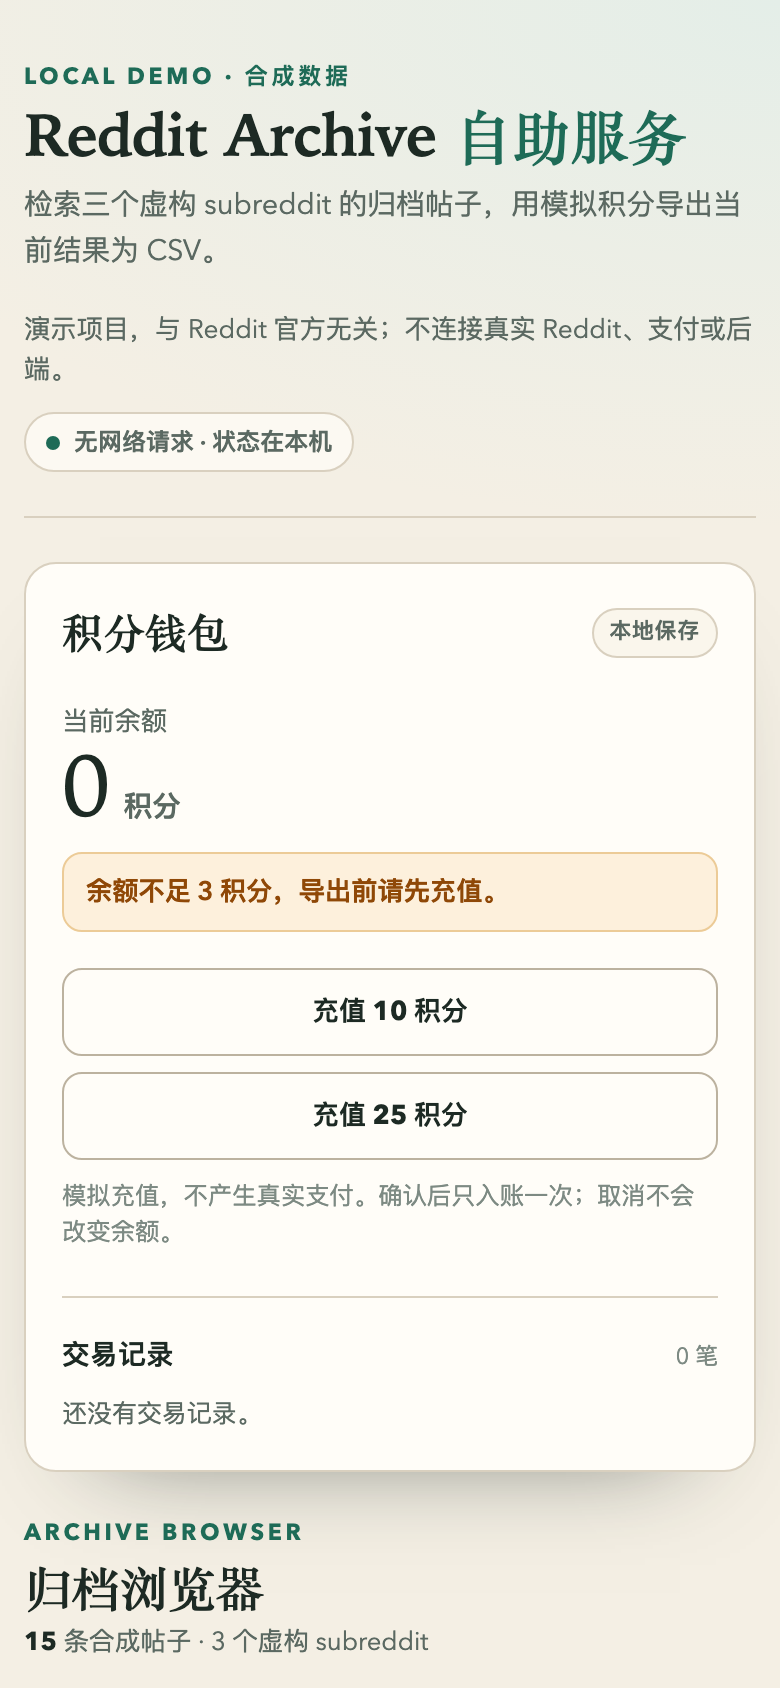 LOCAL DEMO · 合成数据
Reddit Archive 自助服务
检索三个虚构 subreddit 的归档帖子，用模拟积分导出当
前结果为 CSV。
演示项目，与 Reddit 官方无关；不连接真实 Reddit、支付或后
端。
无网络请求 · 状态在本机
积分钱包
本地保存
当前余额
0 积分
余额不足 3 积分，导出前请先充值。
充值 10 积分
充值 25 积分
模拟充值，不产生真实支付。确认后只入账一次；取消不会
改变余额。
交易记录
0 笔
还没有交易记录。
ARCHIVE BROWSER
归档浏览器
15 条合成帖子 · 3 个虚构 subreddit